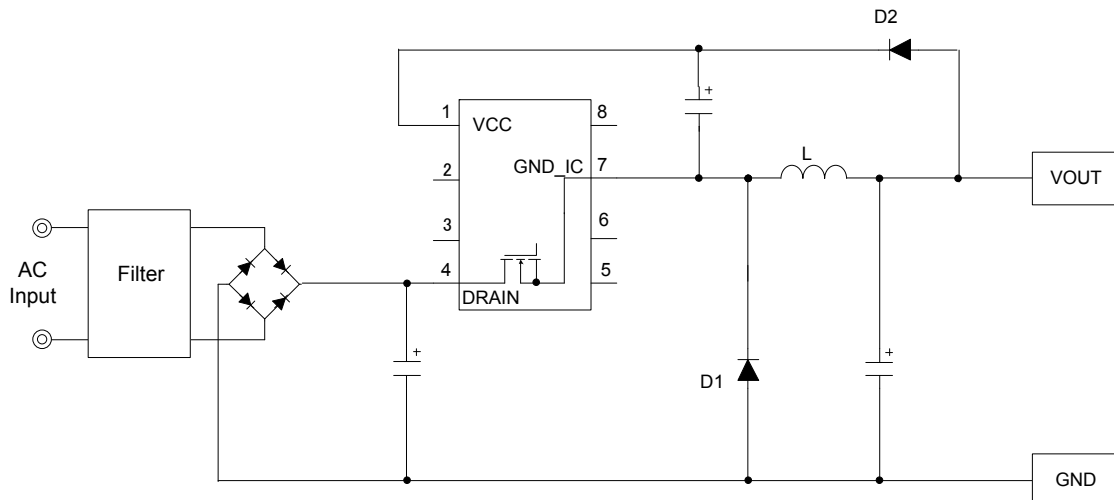 D2
+
1
VCC
8
GND_IC
7
L
VOUT
2
3
6
AC
Input
Filter
4
DRAIN
5
+
D1
+
GND